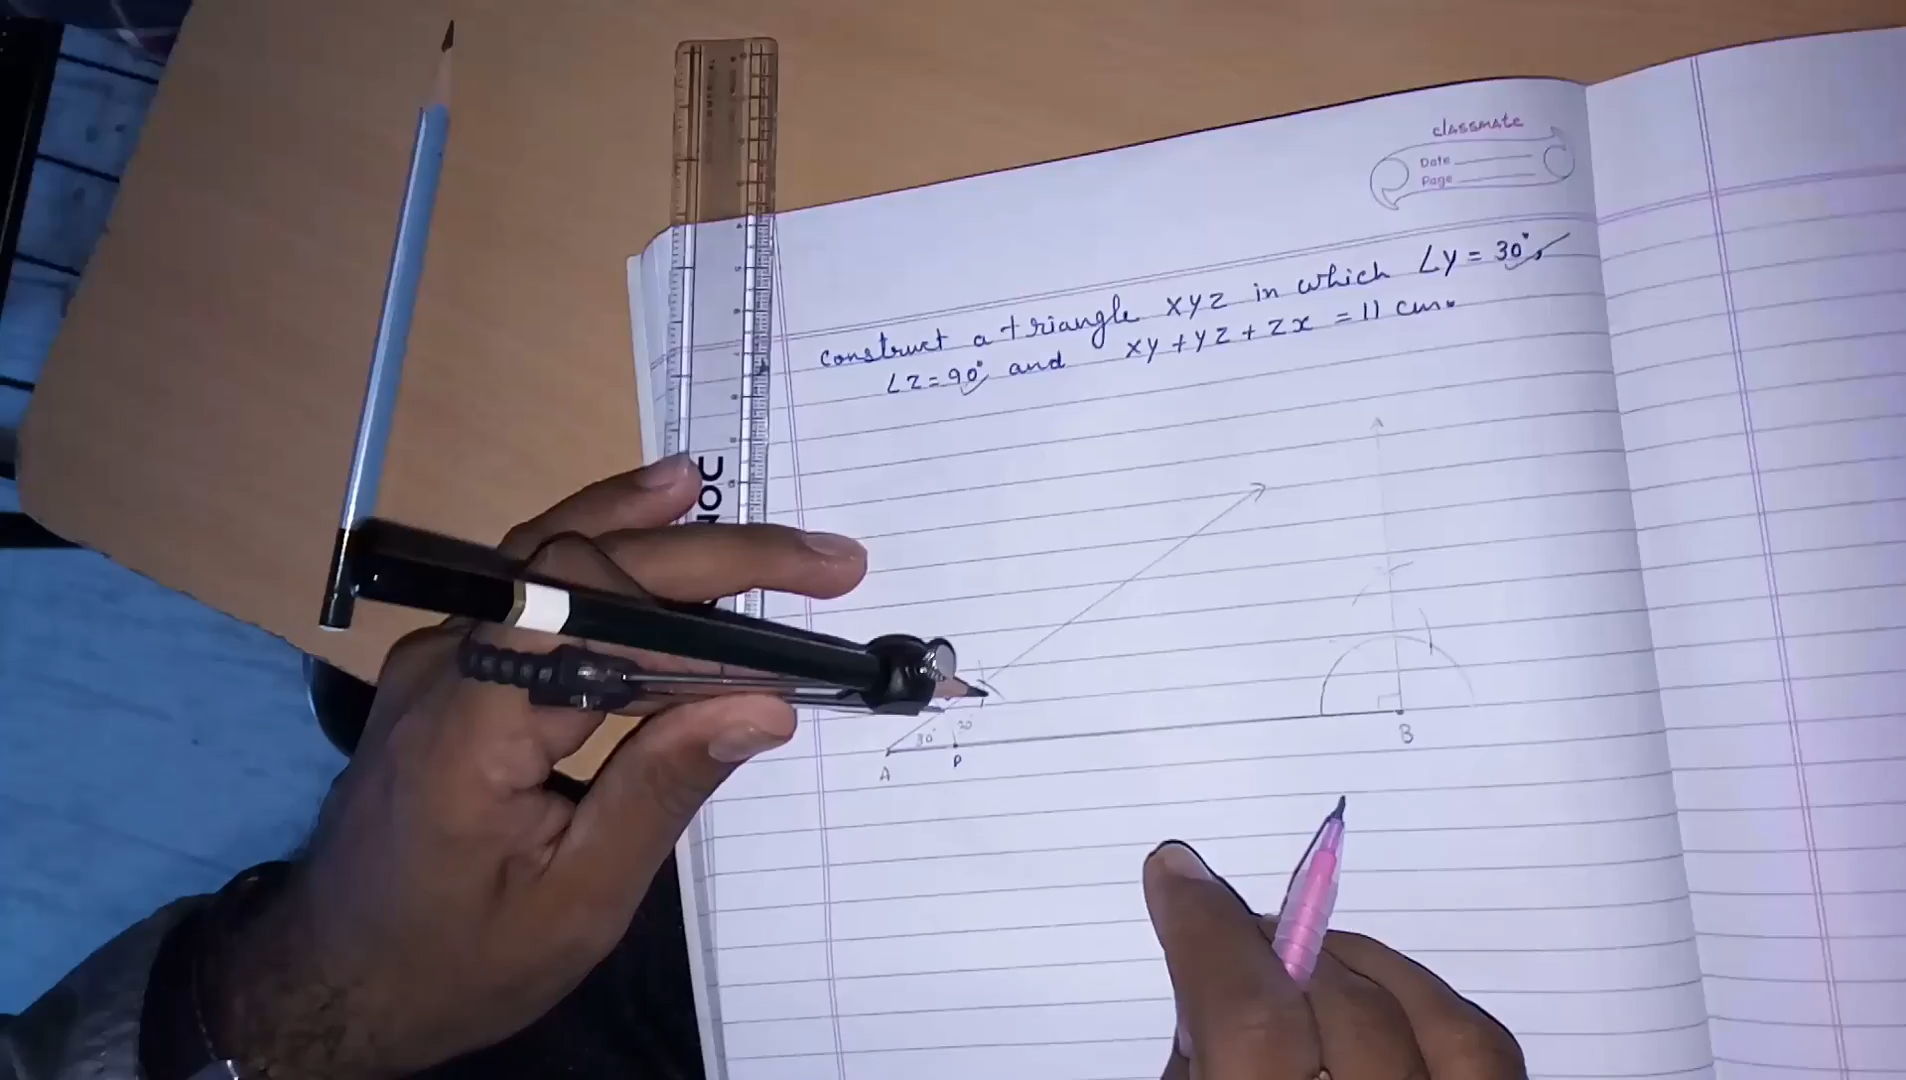 classmate
Date
Page
Construct a triangle XYZ in which ∠Y = 30°,
∠Z = 90° and XY + YZ + ZX = 11 cm.
30° 30°
A P B